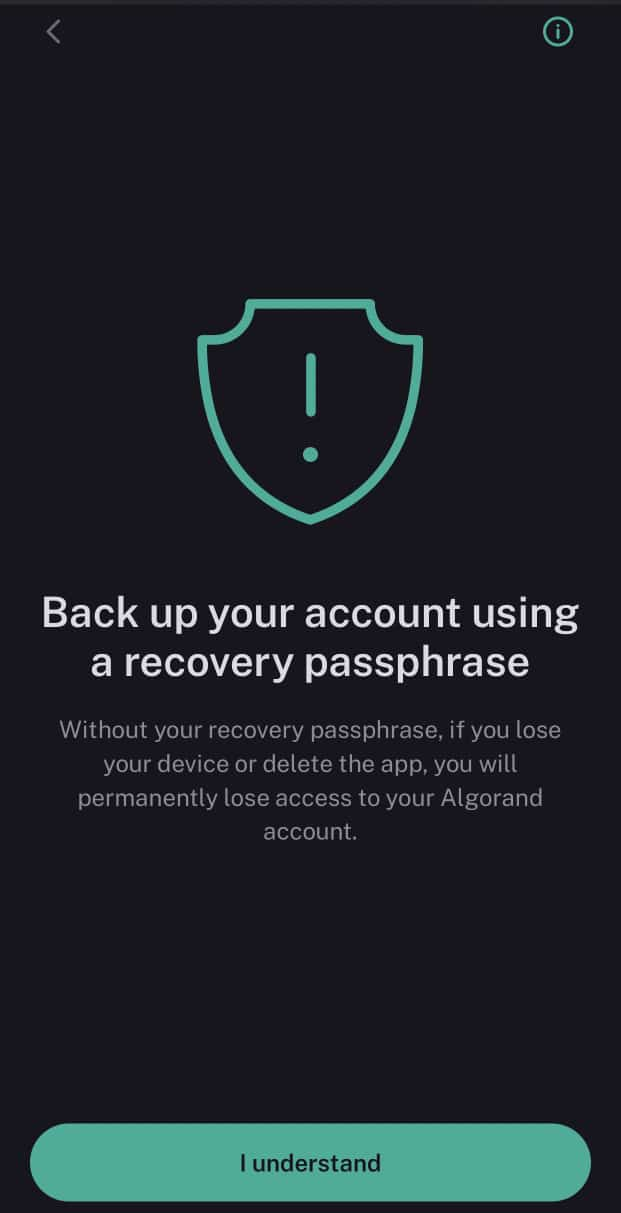 Back up your account using
a recovery passphrase
Without your recovery passphrase, if you lose
your device or delete the app, you will
permanently lose access to your Algorand
account.
I understand